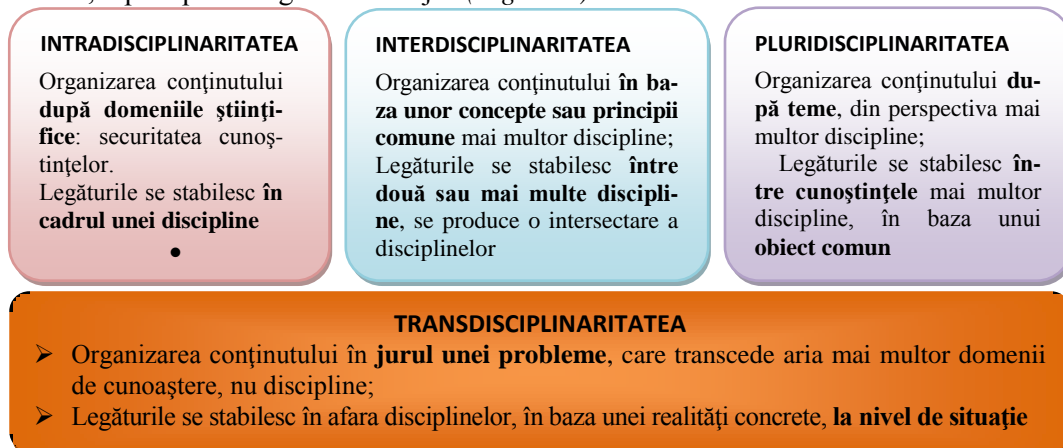 INTRADISCIPLINARITATEA
Organizarea conţinutului
după domeniile ştiinţi-
fice: securitatea cunoş-
tinţelor.
Legăturile se stabilesc în
cadrul unei discipline
•
INTERDISCIPLINARITATEA
Organizarea conţinutului în ba-
za unor concepte sau principii
comune mai multor discipline;
Legăturile se stabilesc între
două sau mai multe discipli-
ne, se produce o intersectare a
disciplinelor
PLURIDISCIPLINARITATEA
Organizarea conţinutului du-
pă teme, din perspectiva mai
multor discipline;
Legăturile se stabilesc în-
tre cunoştinţele mai multor
discipline, în baza unui
obiect comun
TRANSDISCIPLINARITATEA
➢ Organizarea conţinutului în jurul unei probleme, care transcede aria mai multor domenii
de cunoaştere, nu discipline;
➢ Legăturile se stabilesc în afara disciplinelor, în baza unei realităţi concrete, la nivel de situaţie